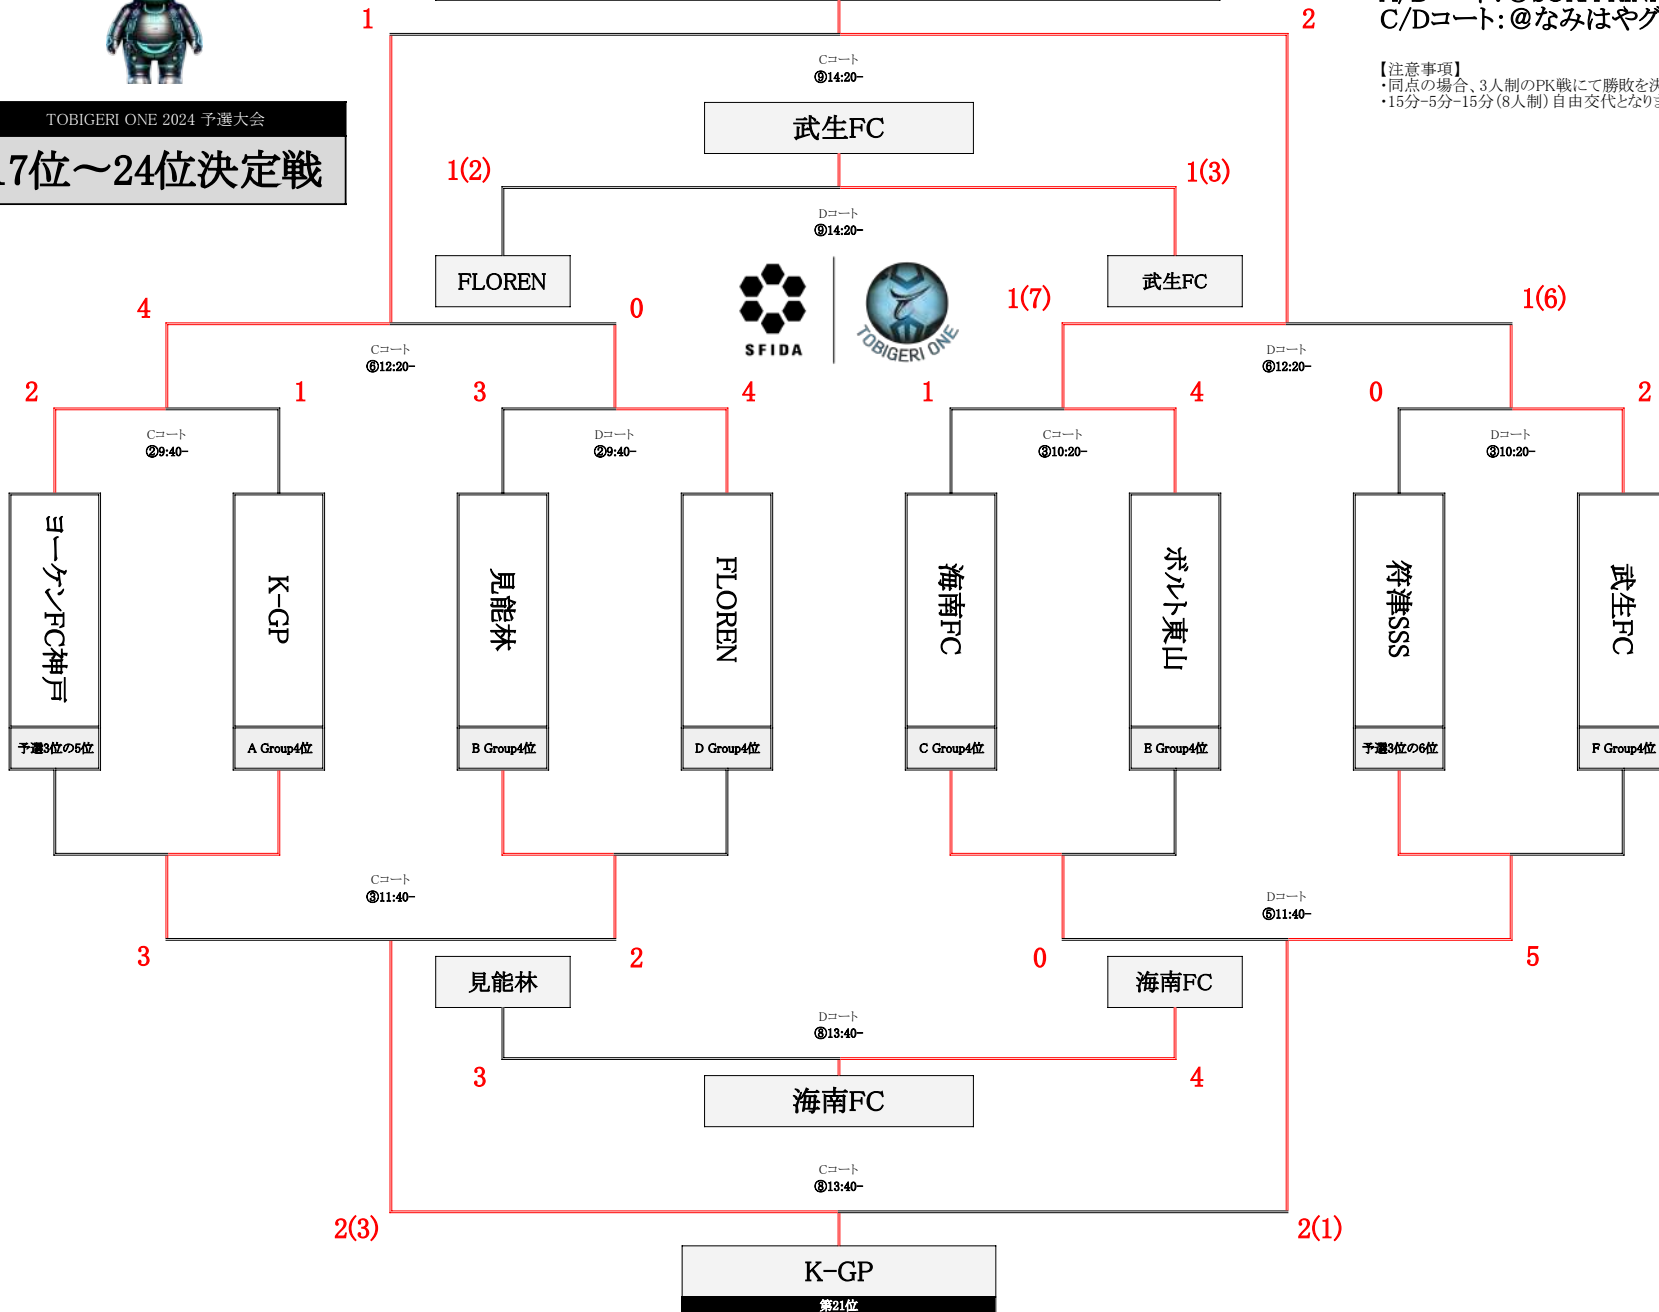 1
2
C/Dコート：@なみはやグ
Cコート
⑨14:20-
【注意事項】
・同点の場合、3人制のPK戦にて勝敗を決
・15分-5分-15分（8人制）自由交代となりま
TOBIGERI ONE 2024 予選大会
7位～24位決定戦
武生FC
1(2)
1(3)
Dコート
⑨14:20-
FLOREN
武生FC
SFIDA
TOBIGERI ONE
4
0
1(7)
1(6)
Cコート
⑥12:20-
Dコート
⑥12:20-
2
1
3
4
1
4
0
2
Cコート
②9:40-
Dコート
②9:40-
Cコート
③10:20-
Dコート
③10:20-
ヨーケンFC神戸
K-GP
見能林
FLOREN
海南FC
ボルト東山
符津SSS
武生FC
予選3位の5位
A Group4位
B Group4位
D Group4位
C Group4位
E Group4位
予選3位の6位
F Group4位
Cコート
③11:40-
Dコート
⑤11:40-
3
2
0
5
見能林
海南FC
Dコート
⑧13:40-
3
4
海南FC
Cコート
⑧13:40-
2(3)
2(1)
K-GP
第21位